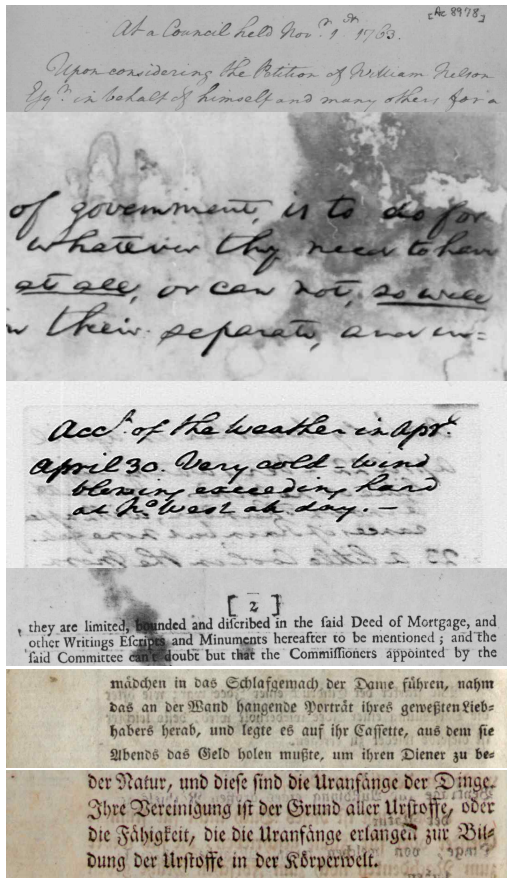 [Ac 8978]
At a Council held Nov.r 1st 1763.
Upon considering the Petition of William Nelson
Esqr. in behalf of himself and many others for a
of government, is to do for
whatever they need to have
at all, or can not, so well
their separate, and in=
Acct. of the Weather in Apr.
April 30. Very cold - wind
blowing exceeding hard
at No. West all day. —
[ 2 ]
they are limited, bounded and diſcribed in the ſaid Deed of Mortgage, and
other Writings Eſcripts and Minuments hereafter to be mentioned; and the
ſaid Committee can't doubt but that the Commiſſioners appointed by the
mädchen in das Schlafgemach der Dame führen, nahm
das an der Wand hangende Porträt ihres geweßten Lieb-
habers herab, und legte es auf ihr Caſſette, aus dem ſie
Abends das Geld holen mußte, um ihren Diener zu be-
der Natur, und dieſe ſind die Uranfänge der Dinge.
Ihre Vereinigung iſt der Grund aller Urſtoffe, oder
die Fähigkeit, die die Uranfänge erlangen zur Bil-
dung der Urſtoffe in der Körperwelt.